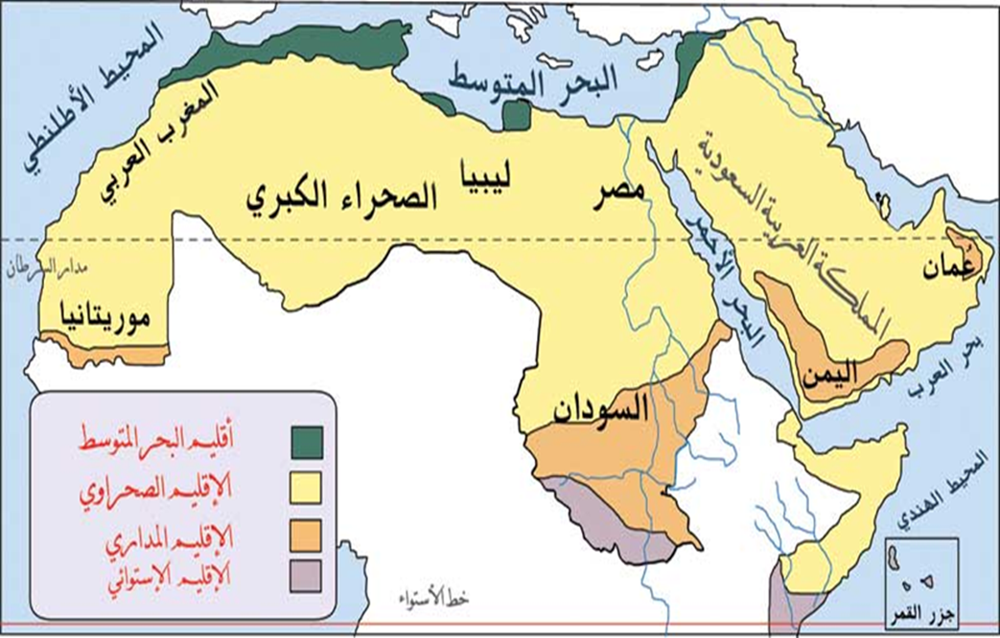 المحيط الأطلنطي
البحر المتوسط
المغرب العربي
الصحراء الكبري
ليبيا
مصر
المملكة العربية السعودية
البحر الأحمر
عُمان
مدار السرطان
موريتانيا
اليمن
بحر العرب
السودان
أقليم البحر المتوسط
الإقليم الصحراوي
الإقليم المداري
الإقليم الإستوائي
المحيط الهندي
خط الأستواء
جزر القمر